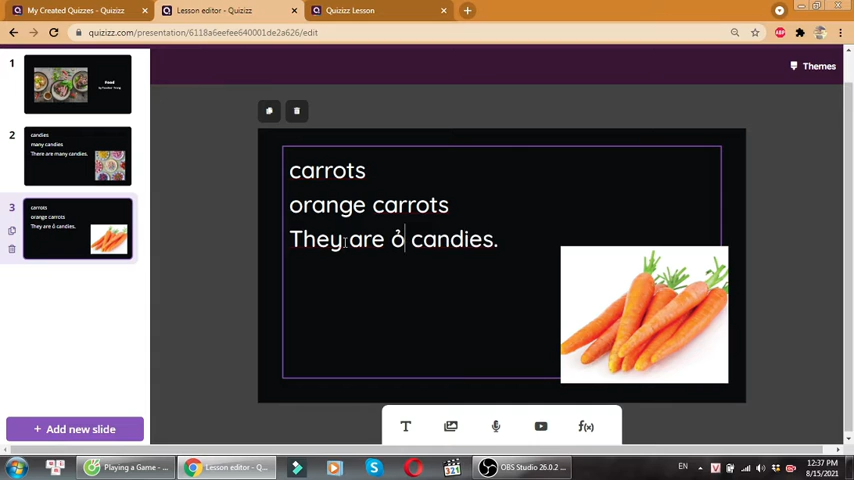 My Created Quizzes - Quizizz
Lesson editor - Quizizz
Quizizz Lesson
quizizz.com/presentation/6118a6eefee640001de2a626/edit
Themes
1
Food
2
candies
many candies
There are many candies.
3
carrots
orange carrots
They are ỏ candies.
carrots
orange carrots
They are ỏ candies.
+ Add new slide
T
f(x)
Playing a Game - ...
Lesson editor - Q...
321
OBS Studio 26.0.2 ...
EN
12:37 PM
8/15/2021